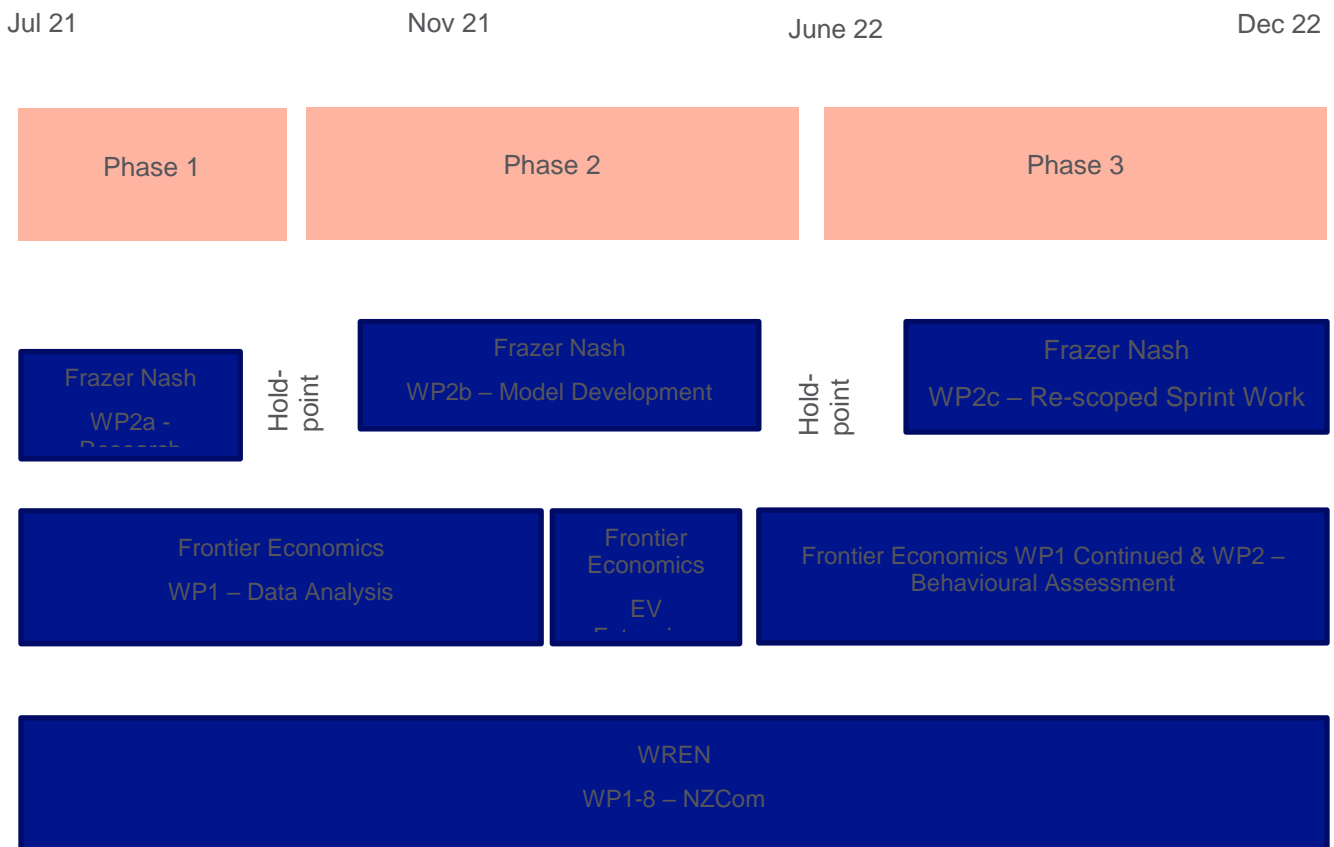 Jul 21
Nov 21
June 22
Dec 22
Phase 1
Phase 2
Phase 3
Frazer Nash
WP2a -
Hold-
point
Frazer Nash
WP2b – Model Development
Hold-
point
Frazer Nash
WP2c – Re-scoped Sprint Work
Frontier Economics
WP1 – Data Analysis
Frontier
Economics
EV
Frontier Economics WP1 Continued & WP2 –
Behavioural Assessment
WREN
WP1-8 – NZCom